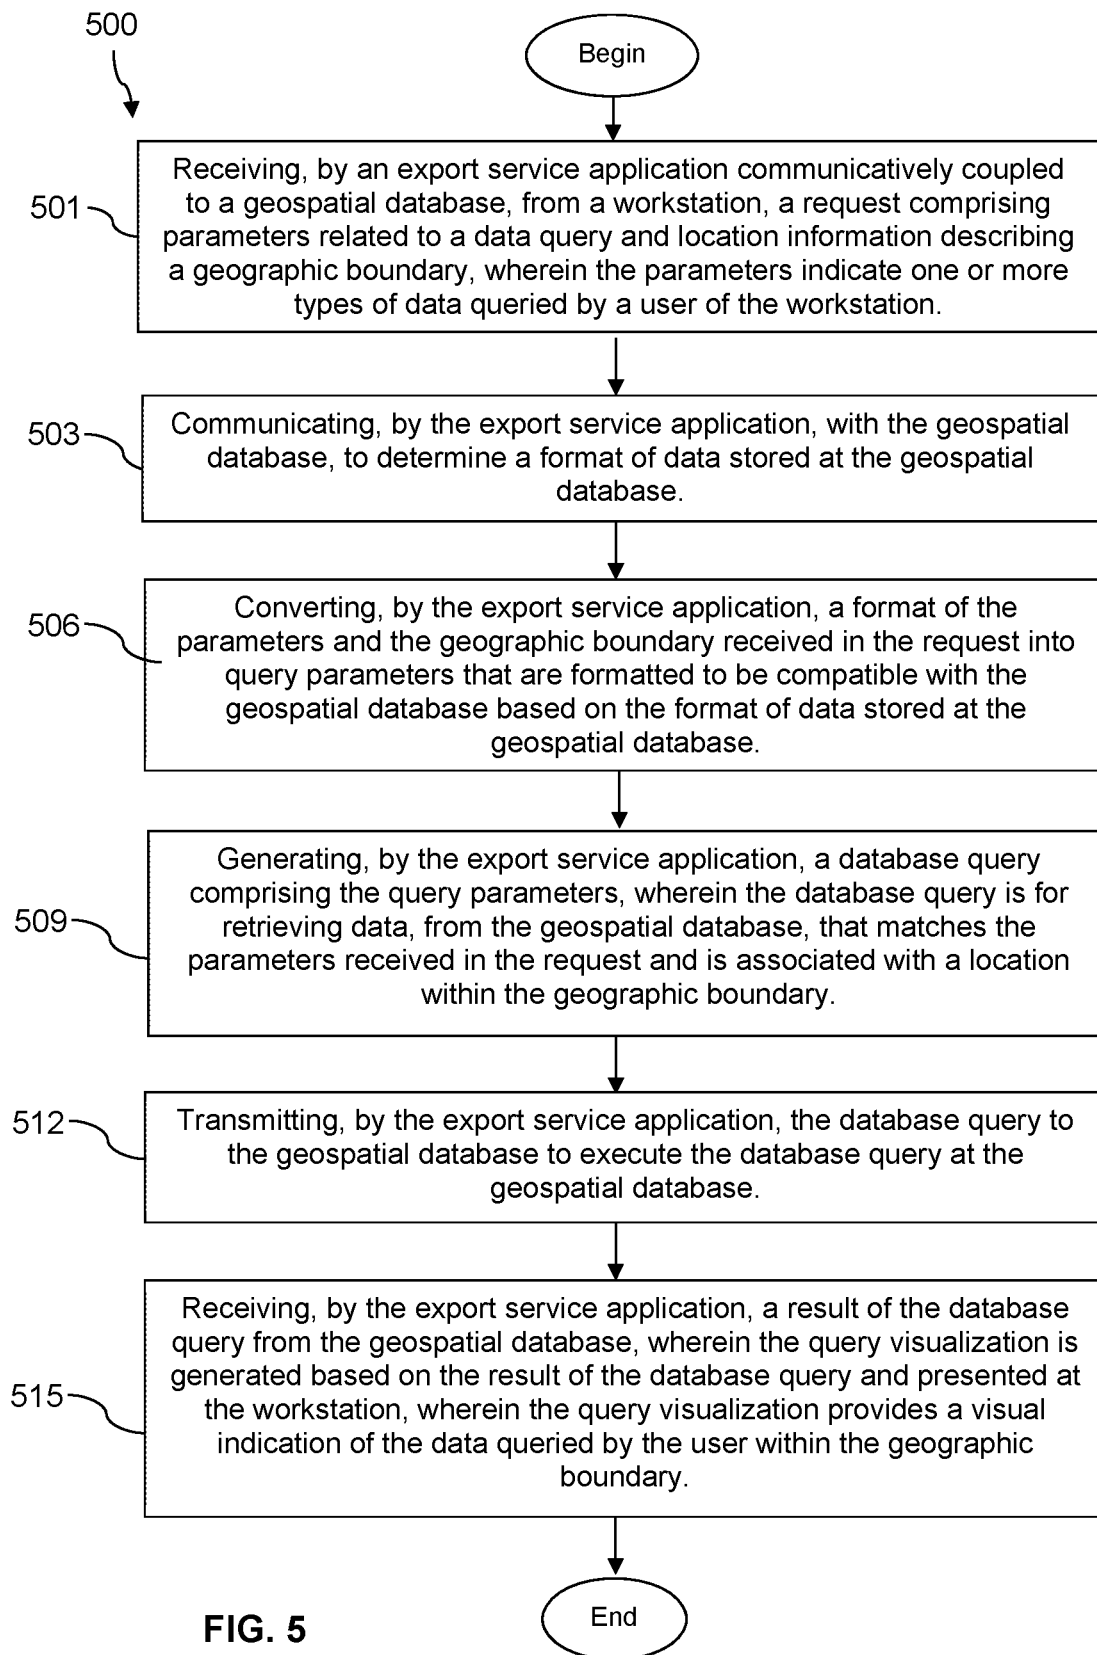 500
Begin
501
Receiving, by an export service application communicatively coupled
to a geospatial database, from a workstation, a request comprising
parameters related to a data query and location information describing
a geographic boundary, wherein the parameters indicate one or more
types of data queried by a user of the workstation.
503
Communicating, by the export service application, with the geospatial
database, to determine a format of data stored at the geospatial
database.
506
Converting, by the export service application, a format of the
parameters and the geographic boundary received in the request into
query parameters that are formatted to be compatible with the
geospatial database based on the format of data stored at the
geospatial database.
509
Generating, by the export service application, a database query
comprising the query parameters, wherein the database query is for
retrieving data, from the geospatial database, that matches the
parameters received in the request and is associated with a location
within the geographic boundary.
512
Transmitting, by the export service application, the database query to
the geospatial database to execute the database query at the
geospatial database.
515
Receiving, by the export service application, a result of the database
query from the geospatial database, wherein the query visualization is
generated based on the result of the database query and presented at
the workstation, wherein the query visualization provides a visual
indication of the data queried by the user within the geographic
boundary.
End
FIG. 5